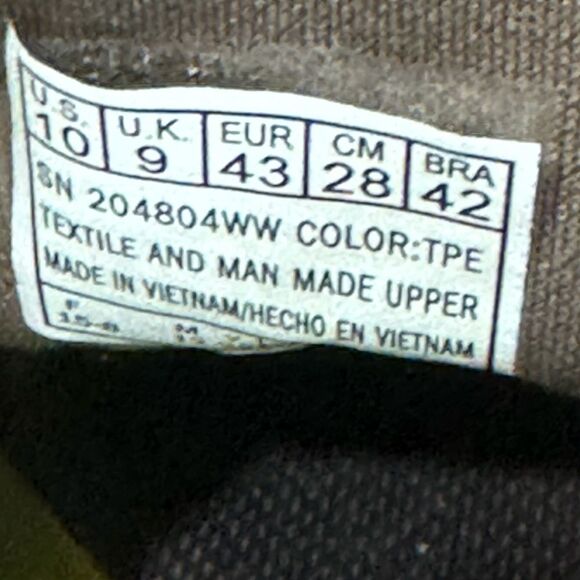 U.S. U.K. EUR CM BRA
10 9 43 28 42
SN 204804WW COLOR:TPE
TEXTILE AND MAN MADE UPPER
MADE IN VIETNAM/HECHO EN VIETNAM